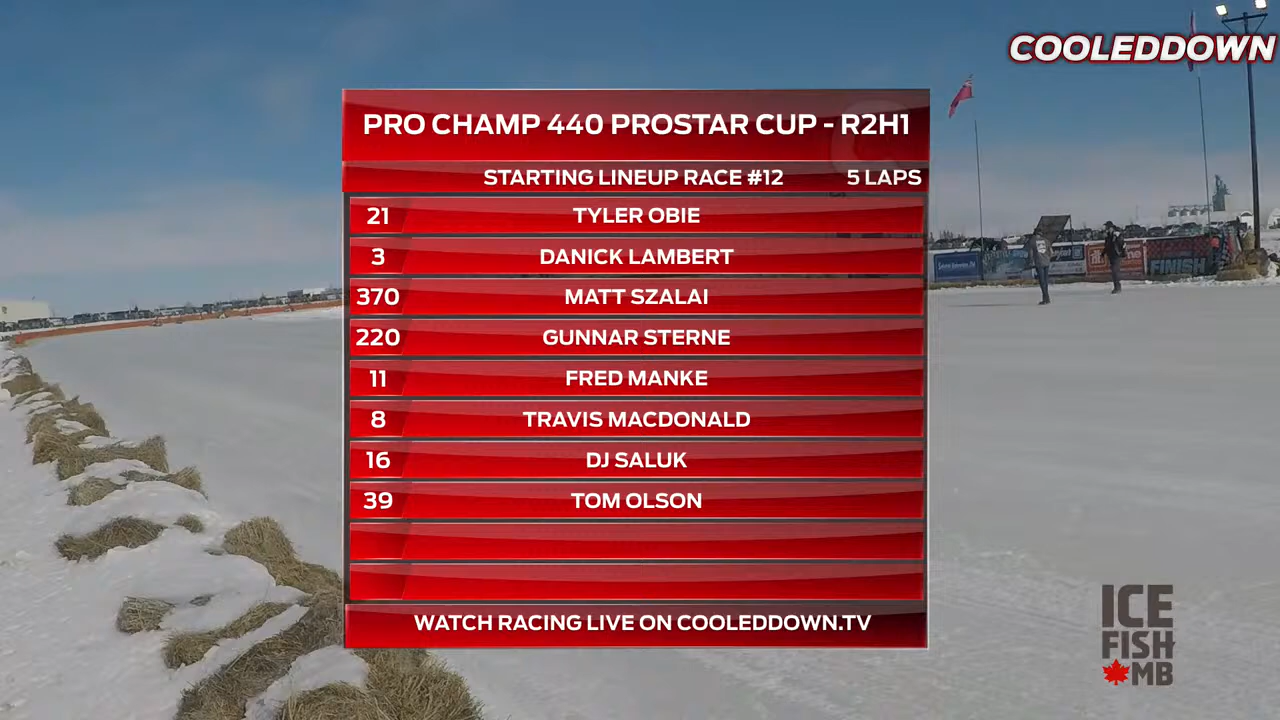 COOLEDDOWN
PRO CHAMP 440 PROSTAR CUP - R2H1
STARTING LINEUP RACE #12 5 LAPS
21 TYLER OBIE
3 DANICK LAMBERT
370 MATT SZALAI
220 GUNNAR STERNE
11 FRED MANKE
8 TRAVIS MACDONALD
16 DJ SALUK
39 TOM OLSON
WATCH RACING LIVE ON COOLEDDOWN.TV
FINISH
ICE
FISH
MB